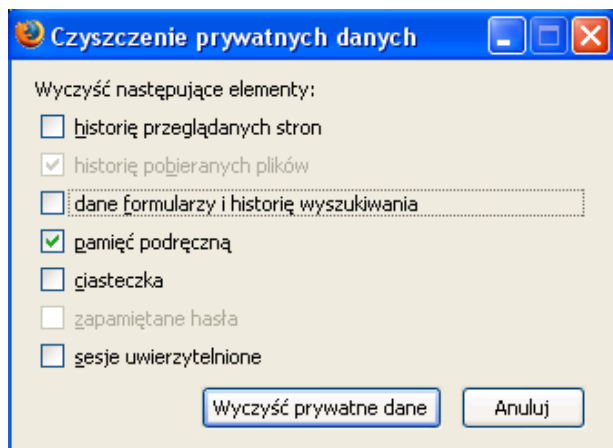 Czyszczenie prywatnych danych
Wyczyść następujące elementy:
historię przeglądanych stron
historię pobieranych plików
dane formularzy i historię wyszukiwania
pamięć podręczną
ciasteczka
zapamiętane hasła
sesje uwierzytelnione
Wyczyść prywatne dane Anuluj